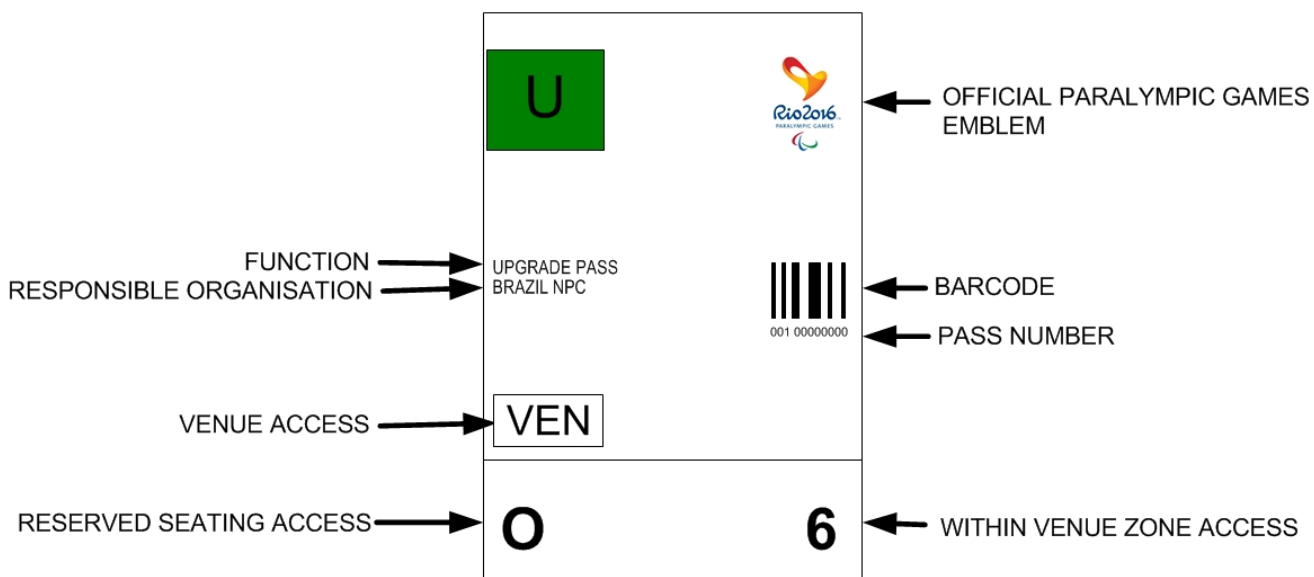 U
Rio2016
PARALYMPIC GAMES
OFFICIAL PARALYMPIC GAMES
EMBLEM
FUNCTION
UPGRADE PASS
RESPONSIBLE ORGANISATION
BRAZIL NPC
BARCODE
001 00000000
PASS NUMBER
VENUE ACCESS
VEN
RESERVED SEATING ACCESS
O
6
WITHIN VENUE ZONE ACCESS